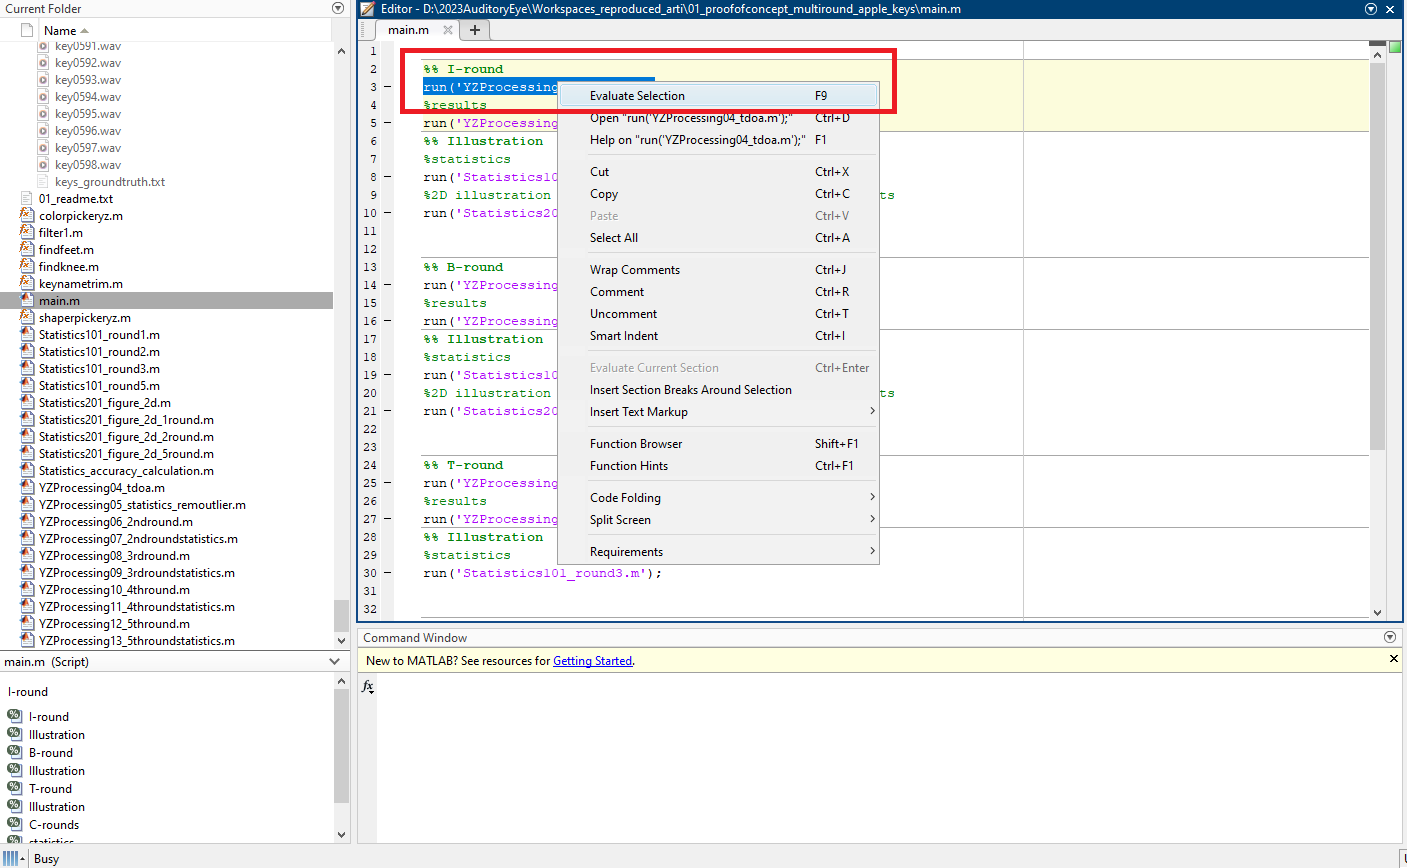 Current Folder
Name
key0591.wav
key0592.wav
key0593.wav
key0594.wav
key0595.wav
key0596.wav
key0597.wav
key0598.wav
keys_groundtruth.txt
01_readme.txt
colorpickeryz.m
filter1.m
findfeet.m
findknee.m
keynametrim.m
main.m
shaperpickeryz.m
Statistics101_round1.m
Statistics101_round2.m
Statistics101_round3.m
Statistics101_round5.m
Statistics201_figure_2d.m
Statistics201_figure_2d_1round.m
Statistics201_figure_2d_2round.m
Statistics201_figure_2d_5round.m
Statistics_accuracy_calculation.m
YZProcessing04_tdoa.m
YZProcessing05_statistics_remoutlier.m
YZProcessing06_2ndround.m
YZProcessing07_2ndroundstatistics.m
YZProcessing08_3rdround.m
YZProcessing09_3rdroundstatistics.m
YZProcessing10_4thround.m
YZProcessing11_4throundstatistics.m
YZProcessing12_5thround.m
YZProcessing13_5throundstatistics.m
main.m (Script)
I-round
I-round
Illustration
B-round
Illustration
T-round
Illustration
C-rounds
statistics
Busy
Editor - D:\2023AuditoryEye\Workspaces_reproduced_arti\01_proofofconcept_multiround_apple_keys\main.m
main.m
1
2 %% I-round
3 – run('YZProcessing
4 %results
5 – run('YZProcessing
6 %% Illustration
7 %statistics
8 – run('Statistics10
9 %2D illustration ts
10 – run('Statistics20
11
12
13 %% B-round
14 – run('YZProcessing
15 %results
16 – run('YZProcessing
17 %% Illustration
18 %statistics
19 – run('Statistics10
20 %2D illustration ts
21 – run('Statistics20
22
23
24 %% T-round
25 – run('YZProcessing
26 %results
27 – run('YZProcessing
28 %% Illustration
29 %statistics
30 – run('Statistics101_round3.m');
31
32
Evaluate Selection F9
Open "run('YZProcessing04_tdoa.m');" Ctrl+D
Help on "run('YZProcessing04_tdoa.m');" F1
Cut Ctrl+X
Copy Ctrl+C
Paste Ctrl+V
Select All Ctrl+A
Wrap Comments Ctrl+J
Comment Ctrl+R
Uncomment Ctrl+T
Smart Indent Ctrl+I
Evaluate Current Section Ctrl+Enter
Insert Section Breaks Around Selection
Insert Text Markup
Function Browser Shift+F1
Function Hints Ctrl+F1
Code Folding
Split Screen
Requirements
Command Window
New to MATLAB? See resources for Getting Started.
fx